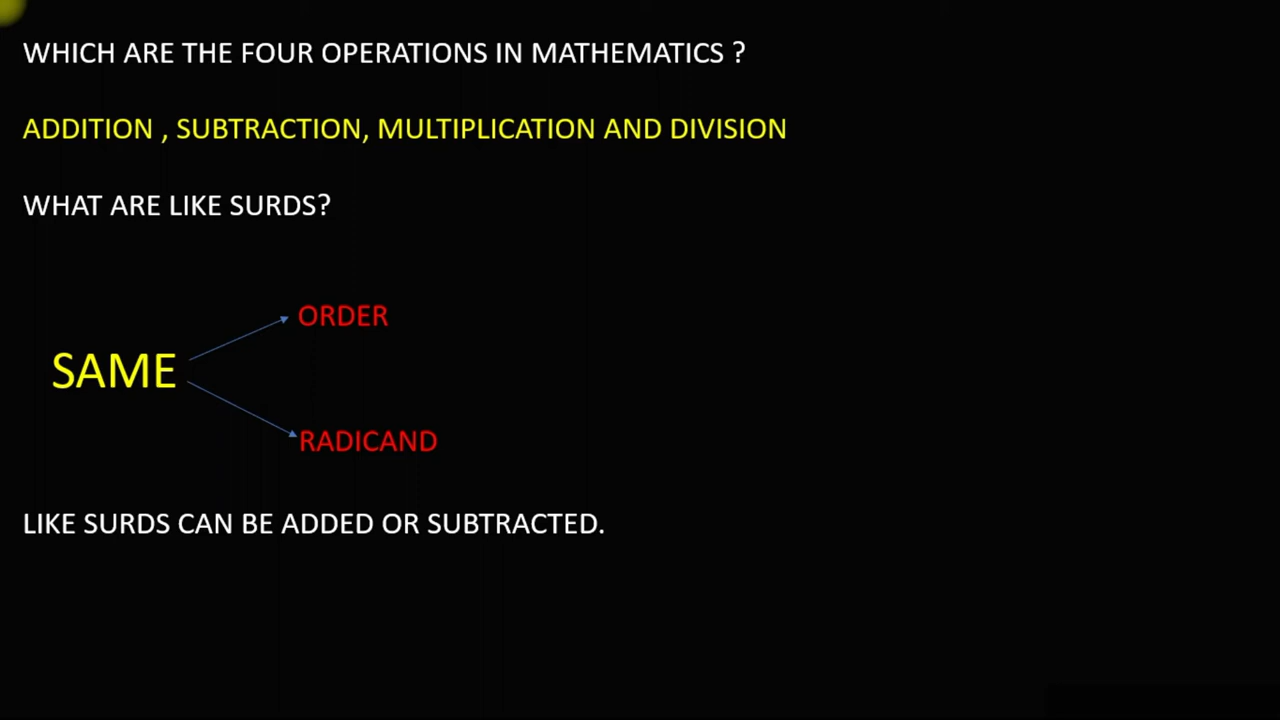 WHICH ARE THE FOUR OPERATIONS IN MATHEMATICS ?
ADDITION , SUBTRACTION, MULTIPLICATION AND DIVISION
WHAT ARE LIKE SURDS?
ORDER
SAME
RADICAND
LIKE SURDS CAN BE ADDED OR SUBTRACTED.